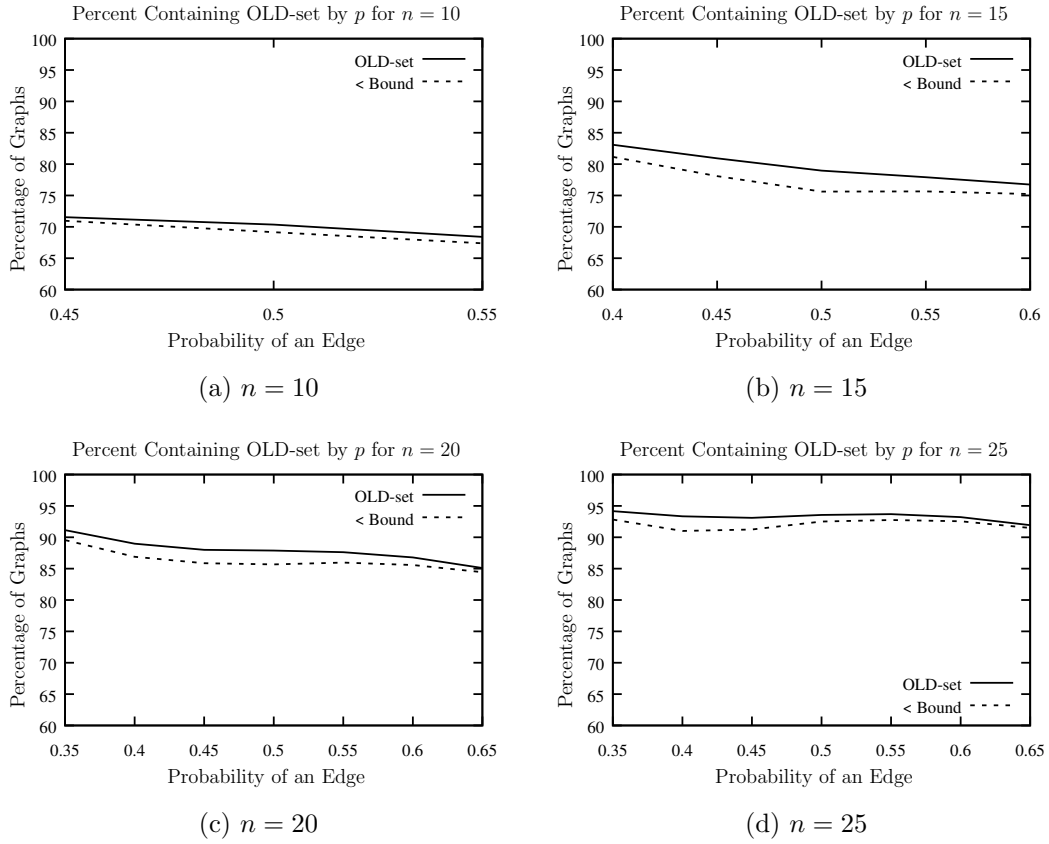 Percent Containing OLD-set by p for n = 10
100
95
90
85
80
75
70
65
60
Percentage of Graphs
OLD-set
< Bound
0.45
0.5
0.55
Probability of an Edge
(a) n = 10
Percent Containing OLD-set by p for n = 15
100
95
90
85
80
75
70
65
60
Percentage of Graphs
OLD-set
< Bound
0.4
0.45
0.5
0.55
0.6
Probability of an Edge
(b) n = 15
Percent Containing OLD-set by p for n = 20
100
95
90
85
80
75
70
65
60
Percentage of Graphs
OLD-set
< Bound
0.35
0.4
0.45
0.5
0.55
0.6
0.65
Probability of an Edge
(c) n = 20
Percent Containing OLD-set by p for n = 25
100
95
90
85
80
75
70
65
60
Percentage of Graphs
OLD-set
< Bound
0.35
0.4
0.45
0.5
0.55
0.6
0.65
Probability of an Edge
(d) n = 25